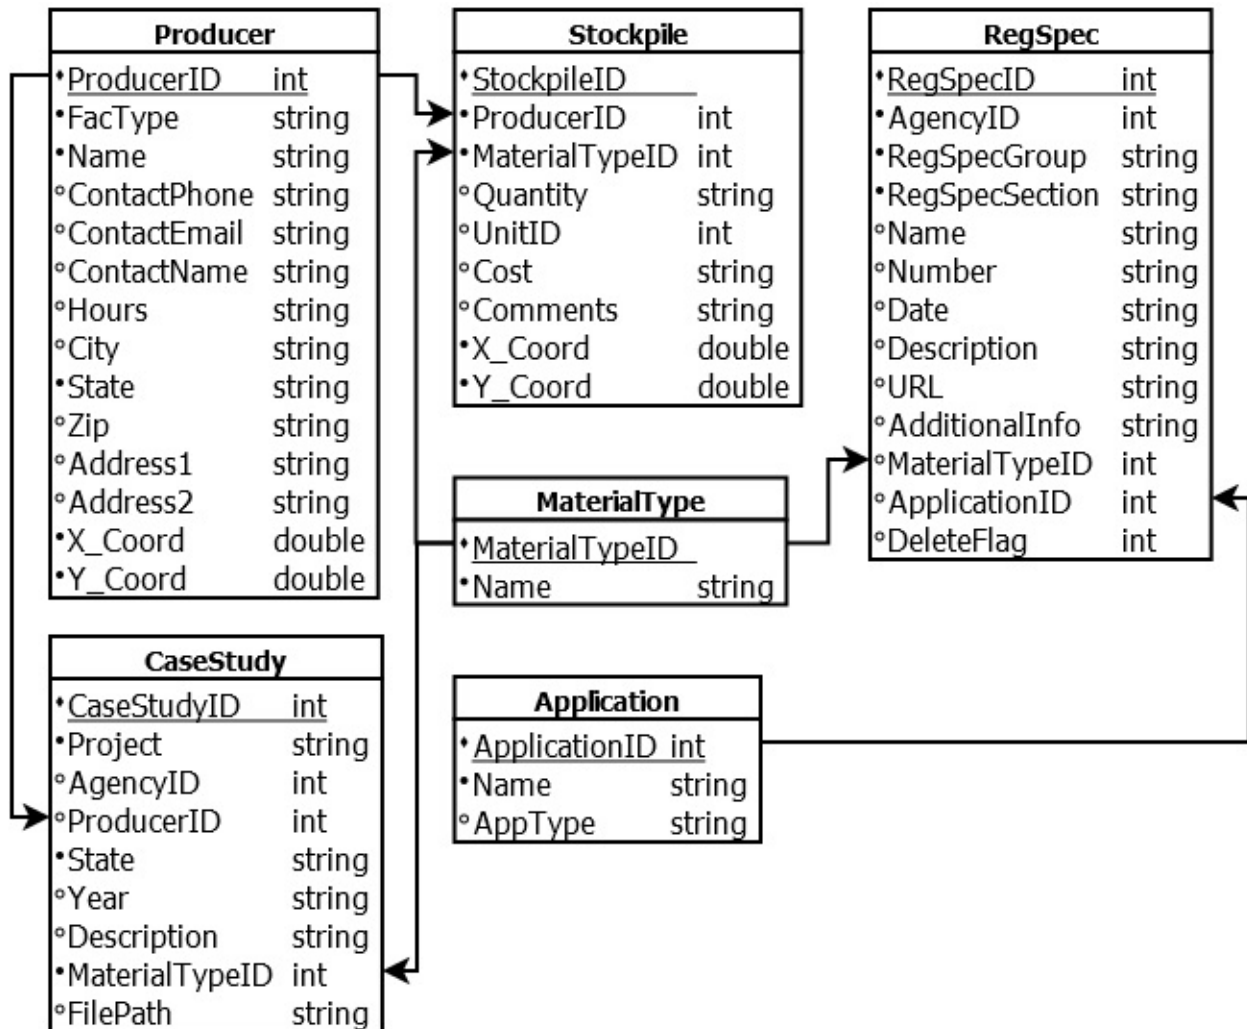 Producer
ProducerID int
FacType string
Name string
ContactPhone string
ContactEmail string
ContactName string
Hours string
City string
State string
Zip string
Address1 string
Address2 string
X_Coord double
Y_Coord double
Stockpile
StockpileID
ProducerID int
MaterialTypeID int
Quantity string
UnitID int
Cost string
Comments string
X_Coord double
Y_Coord double
RegSpec
RegSpecID int
AgencyID int
RegSpecGroup string
RegSpecSection string
Name string
Number string
Date string
Description string
URL string
AdditionalInfo string
MaterialTypeID int
ApplicationID int
DeleteFlag int
MaterialType
MaterialTypeID
Name string
CaseStudy
CaseStudyID int
Project string
AgencyID int
ProducerID int
State string
Year string
Description string
MaterialTypeID int
FilePath string
Application
ApplicationID int
Name string
AppType string